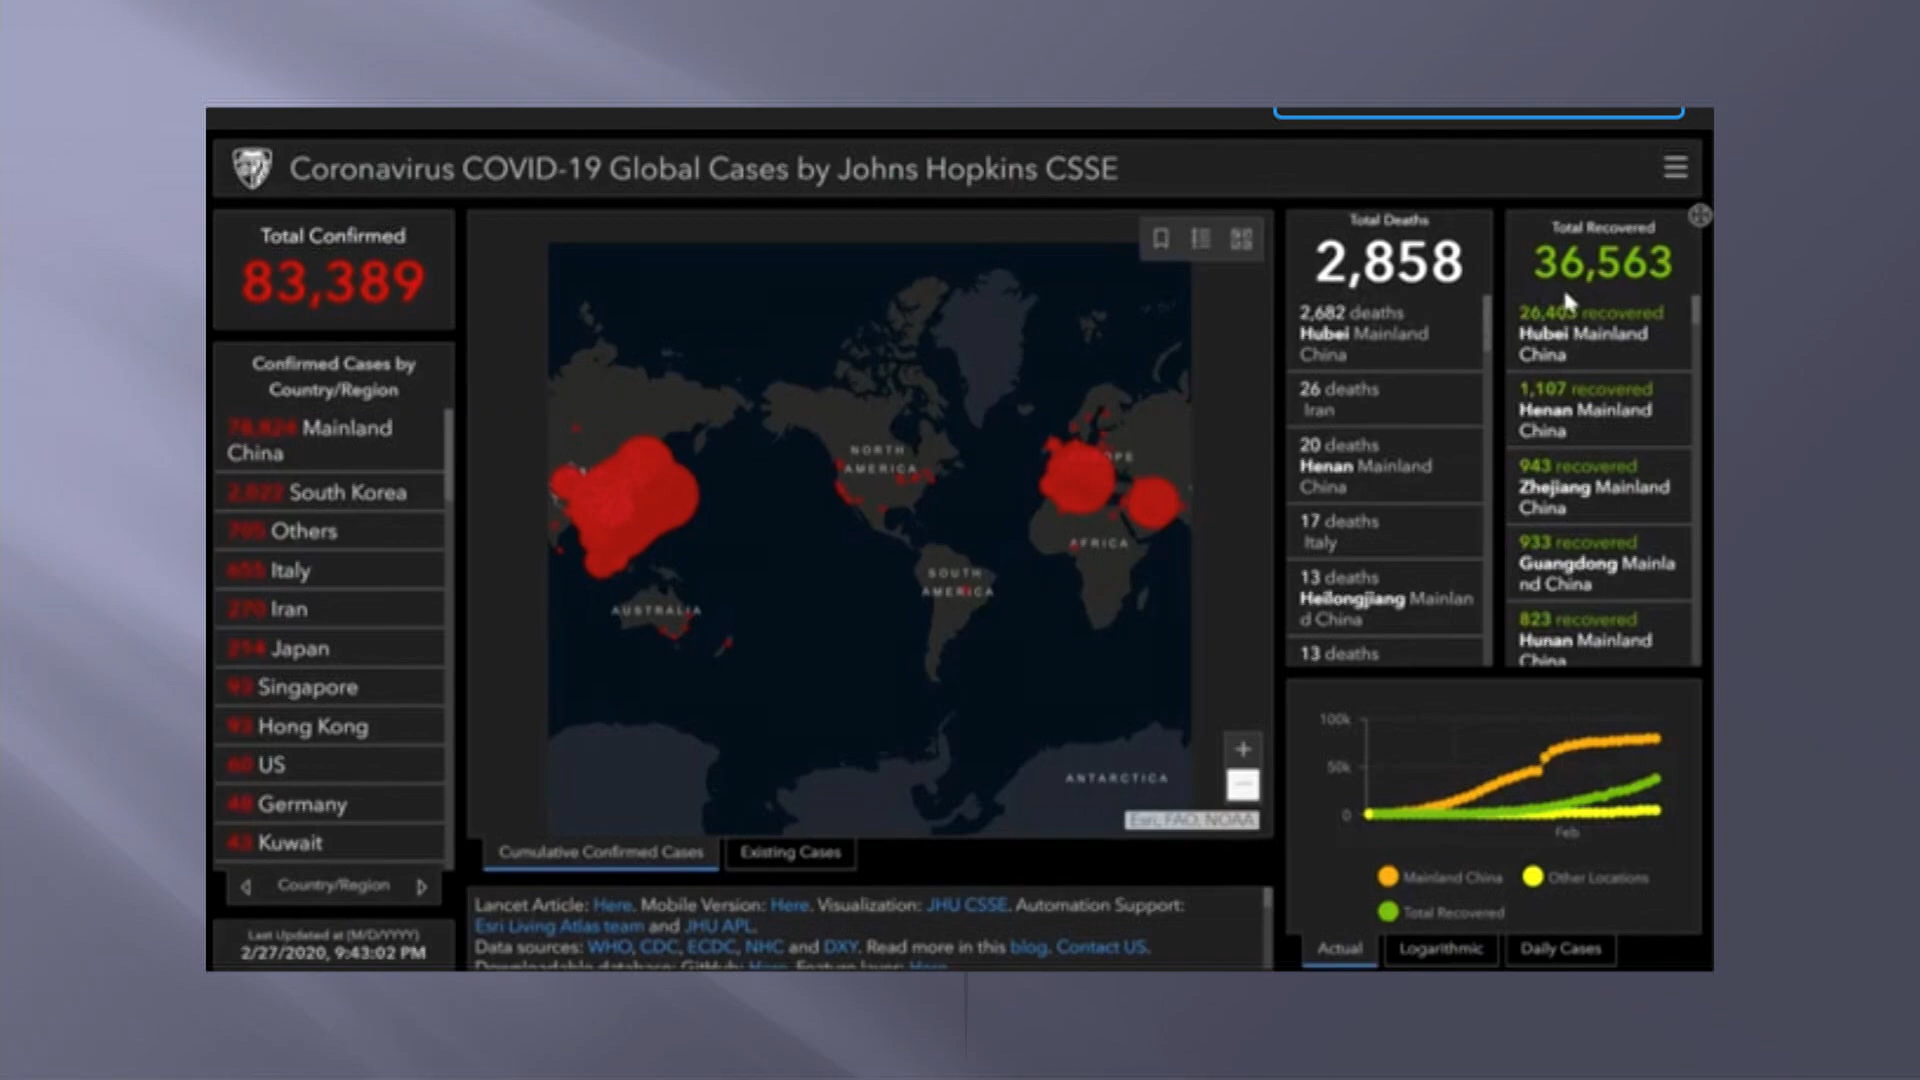 Coronavirus COVID-19 Global Cases by Johns Hopkins CSSE
Total Confirmed
83,389
Confirmed Cases by
Country/Region
Mainland
China
South Korea
Others
Italy
Iran
Japan
Singapore
Hong Kong
US
Germany
Kuwait
Country/Region
Last Updated at (M/D/YYYY)
2/27/2020, 9:43:02 PM
NORTH
AMERICA
AFRICA
SOUTH
AMERICA
AUSTRALIA
ANTARCTICA
Esri, FAO, NOAA
Cumulative Confirmed Cases
Existing Cases
Lancet Article: Here. Mobile Version: Here. Visualization: JHU CSSE. Automation Support:
Esri Living Atlas team and JHU APL.
Data sources: WHO, CDC, ECDC, NHC and DXY. Read more in this blog. Contact US.
Total Deaths
2,858
2,682 deaths
Hubei Mainland
China
26 deaths
Iran
20 deaths
Henan Mainland
China
17 deaths
Italy
13 deaths
Heilongjiang Mainlan
d China
13 deaths
Total Recovered
36,563
recovered
Hubei Mainland
China
1,107 recovered
Henan Mainland
China
943 recovered
Zhejiang Mainland
China
933 recovered
Guangdong Mainla
nd China
823 recovered
Hunan Mainland
China
100k
50k
0
Feb
Mainland China
Other Locations
Total Recovered
Actual
Logarithmic
Daily Cases